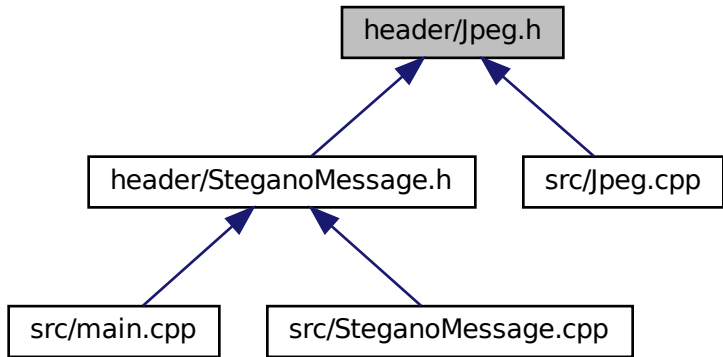 header/Jpeg.h
header/SteganoMessage.h
src/Jpeg.cpp
src/main.cpp
src/SteganoMessage.cpp